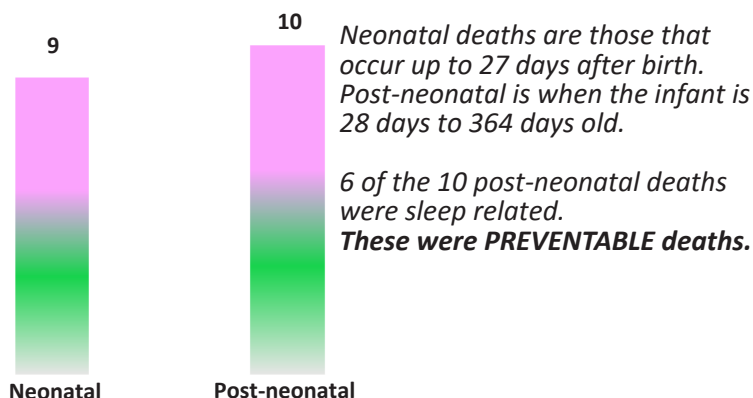 9
10
Neonatal deaths are those that
occur up to 27 days after birth.
Post-neonatal is when the infant is
28 days to 364 days old.
6 of the 10 post-neonatal deaths
were sleep related.
These were PREVENTABLE deaths.
Neonatal
Post-neonatal